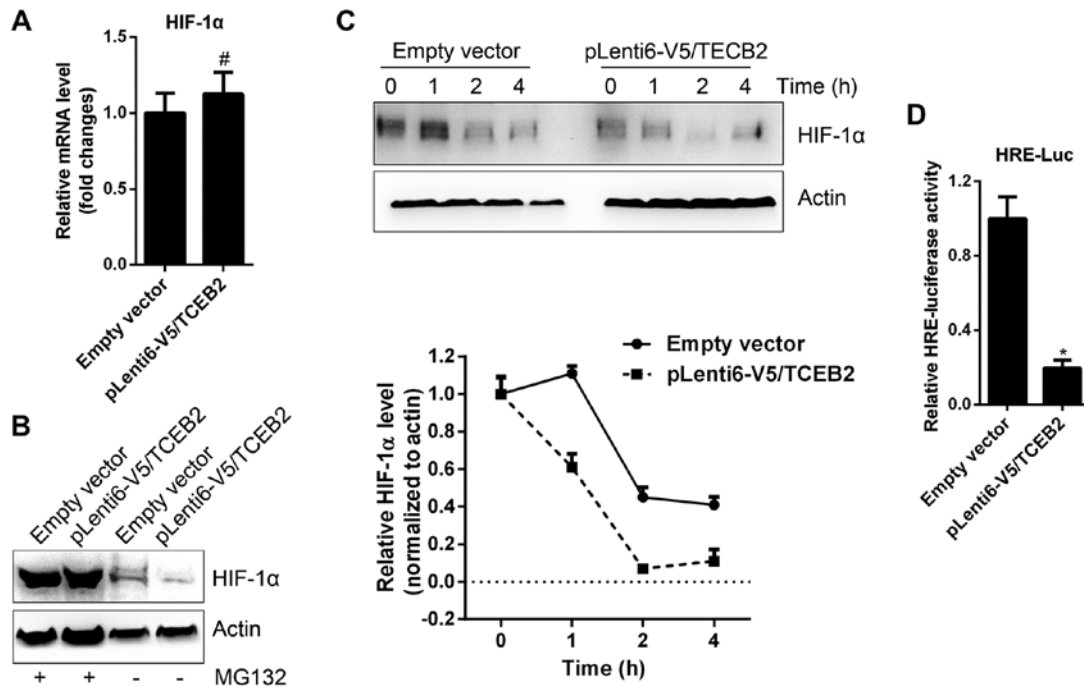 A
HIF-1α
#
1.5
1.0
0.5
0.0
Relative mRNA level
(fold changes)
Empty vector
pLenti6-V5/TCEB2
B
Empty vector
pLenti6-V5/TCEB2
Empty vector
pLenti6-V5/TCEB2
HIF-1α
Actin
+ + - - MG132
C
Empty vector pLenti6-V5/TECB2
0 1 2 4 0 1 2 4 Time (h)
HIF-1α
Actin
Empty vector
pLenti6-V5/TCEB2
1.2
1.0
0.8
0.6
0.4
0.2
0.0
-0.2
Relative HIF-1α level
(normalized to actin)
0 1 2 4
Time (h)
D
HRE-Luc
1.2
0.8
0.4
0.0
*
Relative HRE-luciferase activity
Empty vector
pLenti6-V5/TCEB2